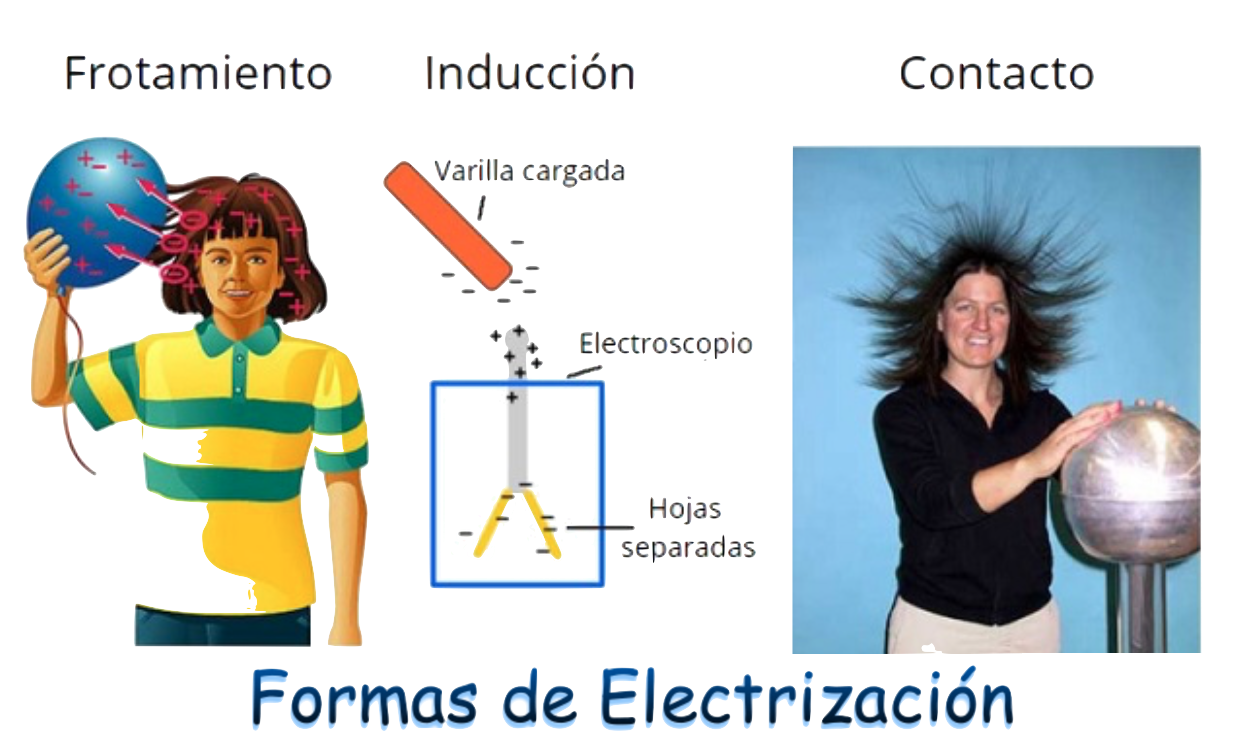 Frotamiento
Inducción
Contacto
Varilla cargada
Electroscopio
Hojas
separadas
Formas de Electrización